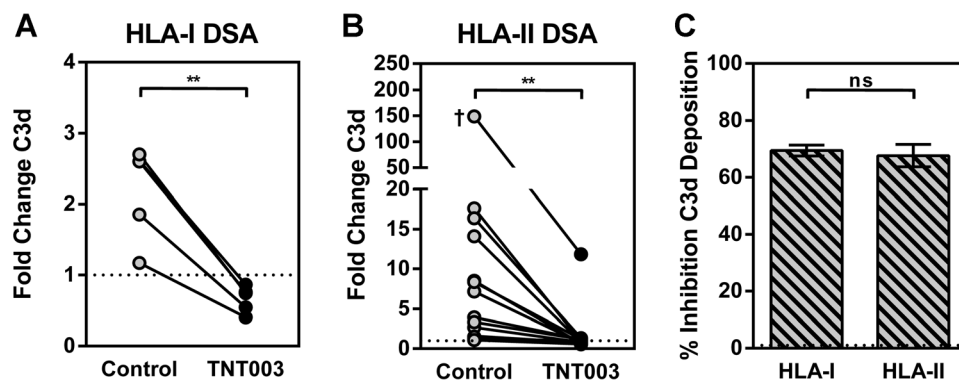 A
HLA-I DSA
Fold Change C3d
4
3
2
1
0
**
Control
TNT003
B
HLA-II DSA
Fold Change C3d
250
200
150
100
50
20
15
10
5
0
**
†
Control
TNT003
C
% Inhibition C3d Deposition
100
80
60
40
20
0
ns
HLA-I
HLA-II